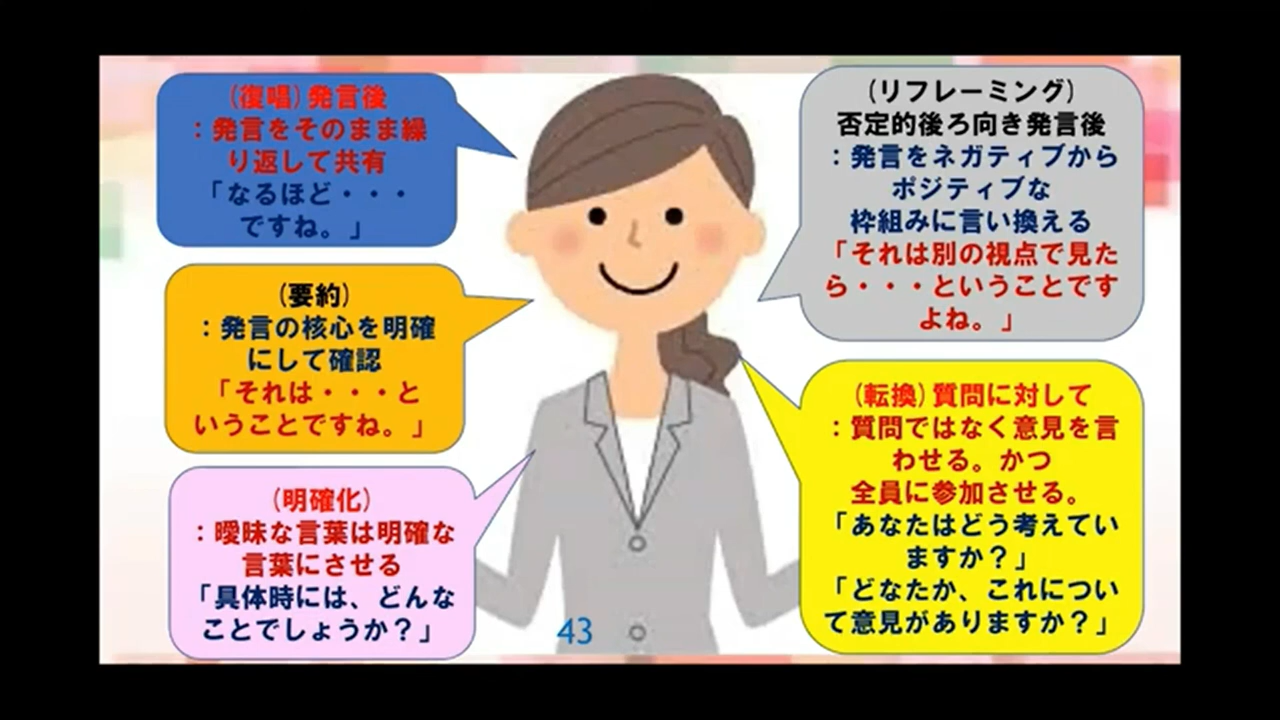 (復唱)発言後
：発言をそのまま繰
り返して共有
「なるほど・・・
ですね。」
(要約)
：発言の核心を明確
にして確認
「それは・・・と
いうことですね。」
(明確化)
：曖昧な言葉は明確な
言葉にさせる
「具体時には、どんな
ことでしょうか？」
(リフレーミング)
否定的後ろ向き発言後
：発言をネガティブから
ポジティブな
枠組みに言い換える
「それは別の視点で見た
ら・・・ということです
よね。」
(転換)質問に対して
：質問ではなく意見を言
わせる。かつ
全員に参加させる。
「あなたはどう考えてい
ますか？」
「どなたか、これについ
て意見がありますか？」
43